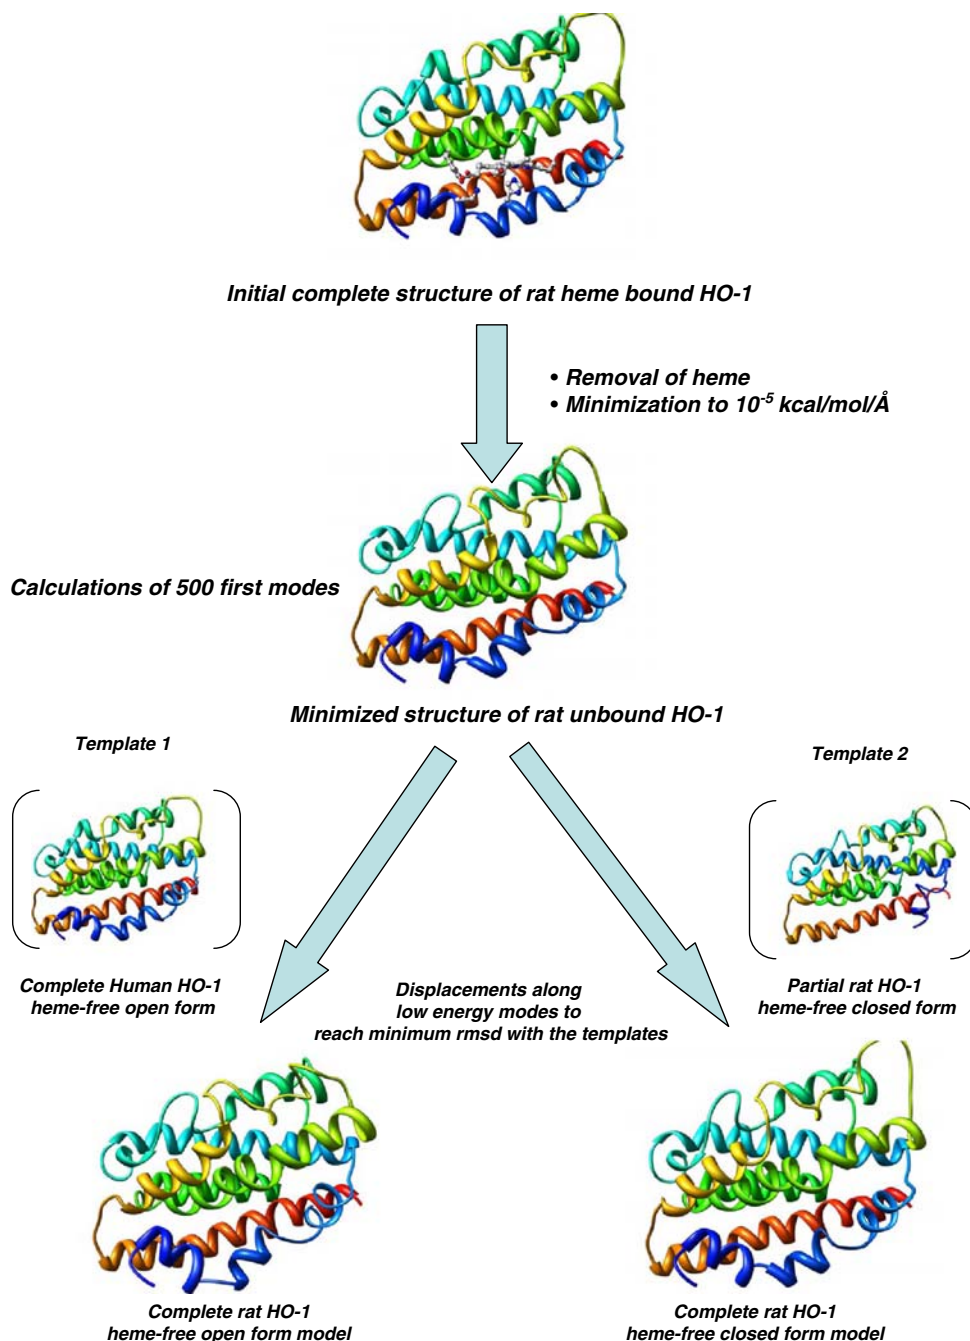 Initial complete structure of rat heme bound HO-1
• Removal of heme
• Minimization to 10⁻⁵ kcal/mol/Å
Calculations of 500 first modes
Minimized structure of rat unbound HO-1
Template 1
Template 2
Complete Human HO-1
heme-free open form
Partial rat HO-1
heme-free closed form
Displacements along
low energy modes to
reach minimum rmsd with the templates
Complete rat HO-1
heme-free open form model
Complete rat HO-1
heme-free closed form model